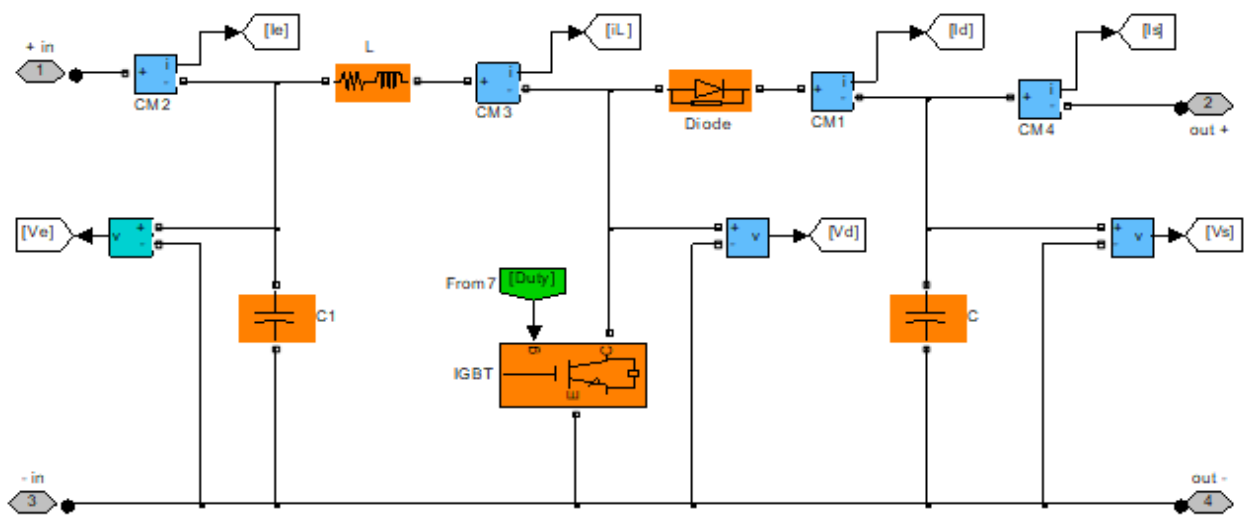 [Ie]
[iL]
[Id]
[Is]
+ in
L
1
+
i
-
CM2
+
i
-
CM3
Diode
+
i
-
CM1
+
i
-
CM4
2
out +
[Ve]
v
+
-
+
-
v
[Vd]
+
-
v
[Vs]
From7
[Duty]
C1
C
g
C
IGBT
E
- in
3
out -
4